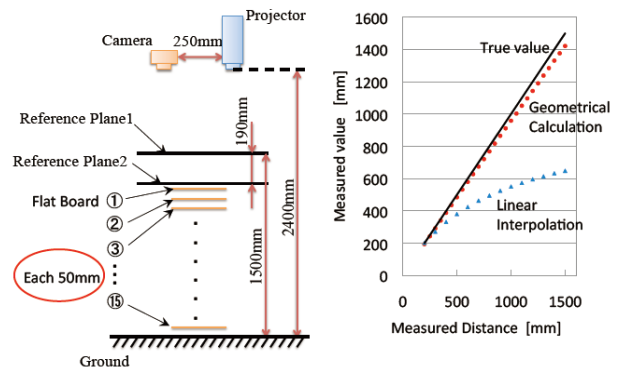 Projector
Camera
250mm
Reference Plane1
190mm
Reference Plane2
Flat Board ①
②
③
Each 50mm
⑮
1500mm
2400mm
Ground
Measured value [mm]
1600
1400
1200
1000
800
600
400
200
0
True value
Geometrical
Calculation
Linear
Interpolation
0 500 1000 1500
Measured Distance [mm]